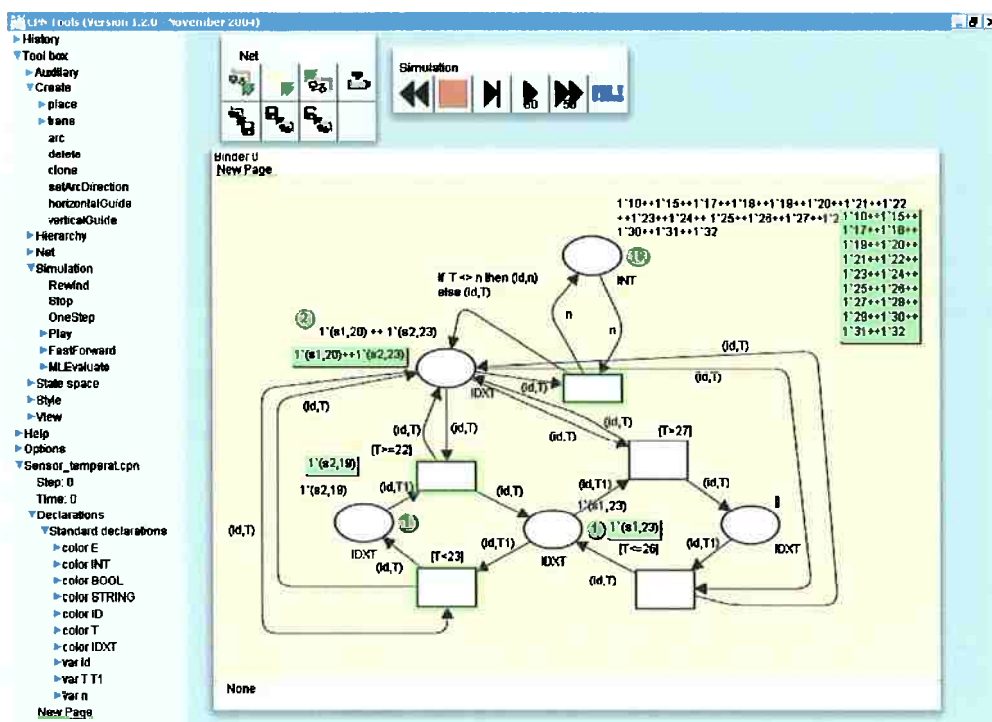 CPN Tools (Version 1.2.0 - November 2004)
History
Tool box
Auxiliary
Create
place
trans
arc
delete
clone
setArcDirection
horizontalGuide
verticalGuide
Hierarchy
Net
Simulation
Rewind
Stop
OneStep
Play
FastForward
MLEvaluate
State space
Style
View
Help
Options
Sensor_temperat.cpn
Step: 0
Time: 0
Declarations
Standard declarations
color E
color INT
color BOOL
color STRING
color ID
color T
color IDXT
var id
var T T1
var n
New Page
Net
Simulation
50
ML!
Binder 0
New Page
1`10++1`15++1`17++1`18++1`19++1`20++1`21++1`22
++1`23++1`24++ 1`25++1`26++1`27++1`2
1`30++1`31++1`32
1`10++1`15++
1`17++1`18++
1`19++1`20++
1`21++1`22++
1`23++1`24++
1`25++1`26++
1`27++1`28++
1`29++1`30++
1`31++1`32
INT
if T <> n then (id,n)
else (id,T)
n
n
2
1`(s1,20) ++ 1`(s2,23)
1`(s1,20)++1`(s2,23)
IDXT
(id,T)
(id,T)
(id,T)
(id,T)
(id,T)
(id,T)
(id,T)
(id,T)
[T>27]
[T>=22]
1`(s2,19)
1`(s2,19)
(id,T1)
(id,T)
(id,T1)
(id,T)
1`(s1,23)
1
IDXT
1
1`(s1,23)
IDXT
IDXT
(id,T)
[T<23]
(id,T1)
[T<=26]
(id,T1)
(id,T)
(id,T)
None